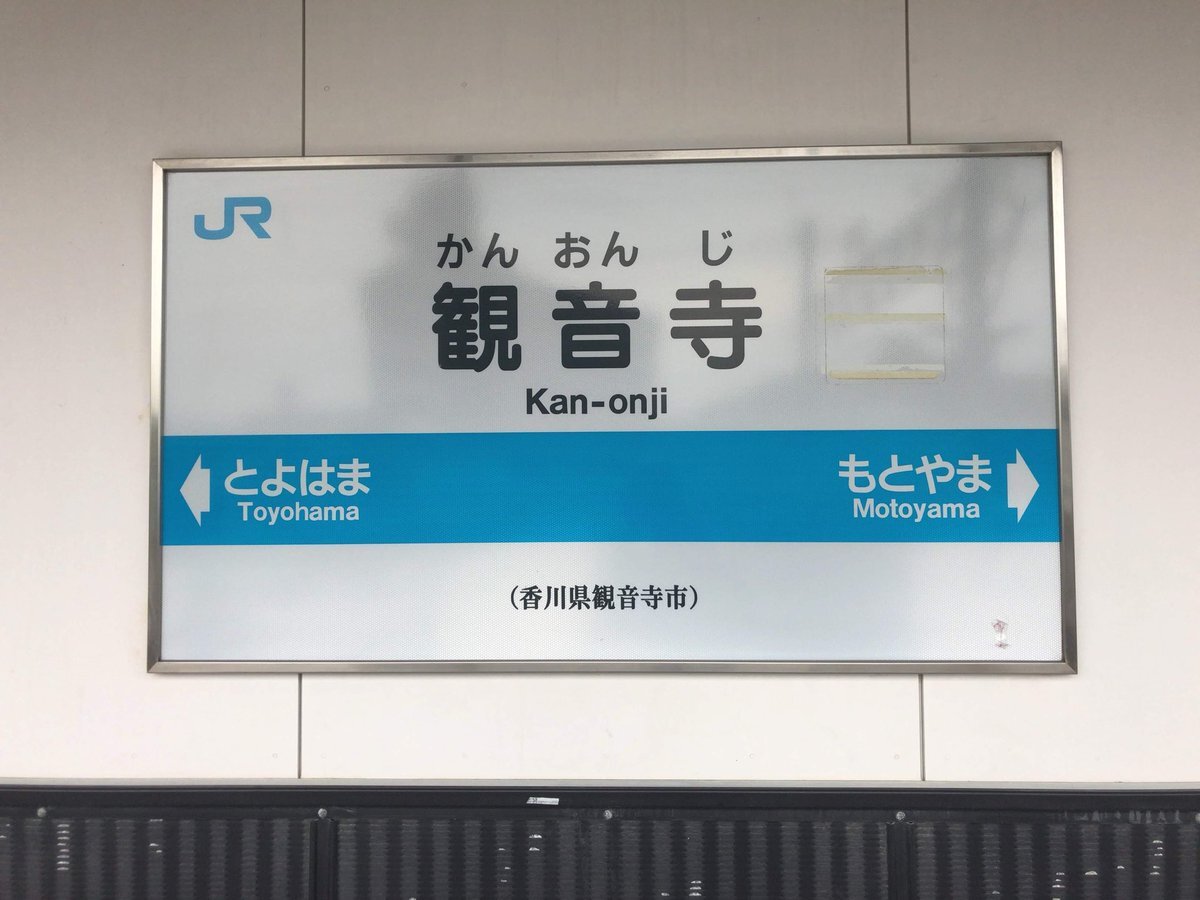 JR
かん おん じ
観音寺
Kan-onji
とよはま
Toyohama
もとやま
Motoyama
(香川県観音寺市)